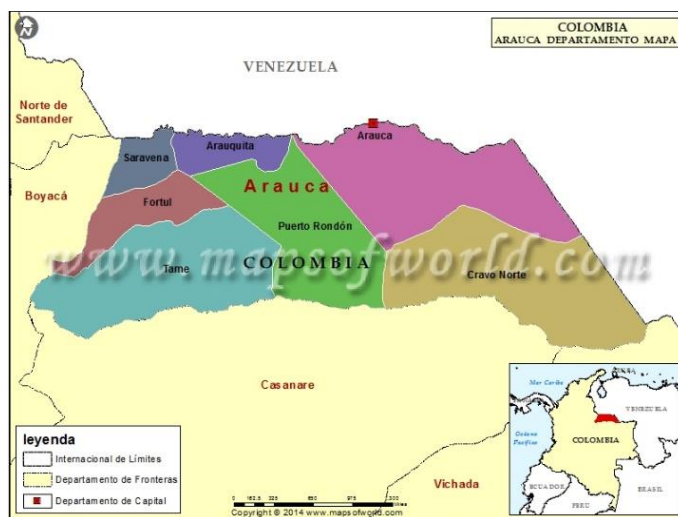 COLOMBIA
ARAUCA DEPARTAMENTO MAPA
VENEZUELA
Norte de
Santander
Arauca
Saravena
Arauquita
Boyacá
Fortul
Arauca
Puerto Rondón
www.mapsofworld.com
Tame
COLOMBIA
Cravo Norte
Casanare
Vichada
leyenda
Internacional de Límites
Departamento de Fronteras
Departamento de Capital
Copyright © 2014 www.mapsofworld.com
Mar Caribe
VENEZUELA
Océano
Pacífico
COLOMBIA
ECUADOR
PERU
BRASIL